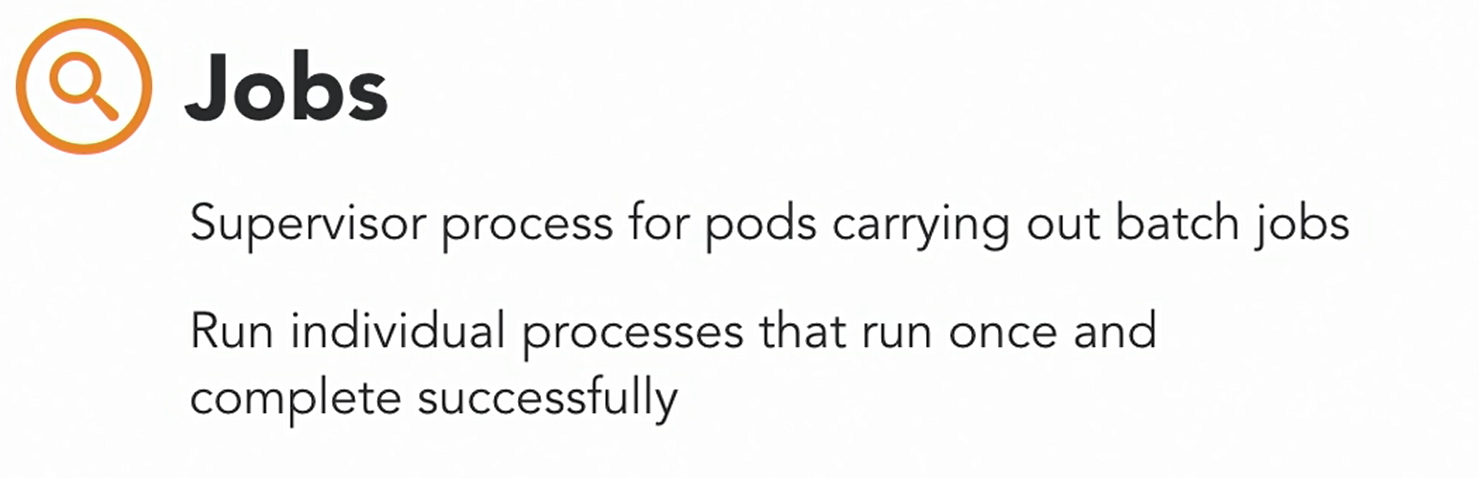 Jobs
Supervisor process for pods carrying out batch jobs
Run individual processes that run once and
complete successfully